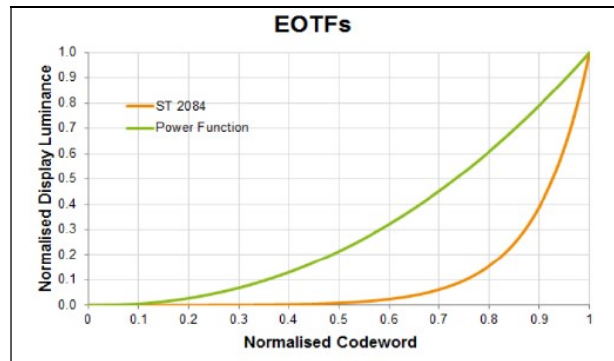 EOTFs
1.0
0.9
0.8
0.7
0.6
0.5
0.4
0.3
0.2
0.1
0.0
Normalised Display Luminance
ST 2084
Power Function
0 0.1 0.2 0.3 0.4 0.5 0.6 0.7 0.8 0.9 1
Normalised Codeword